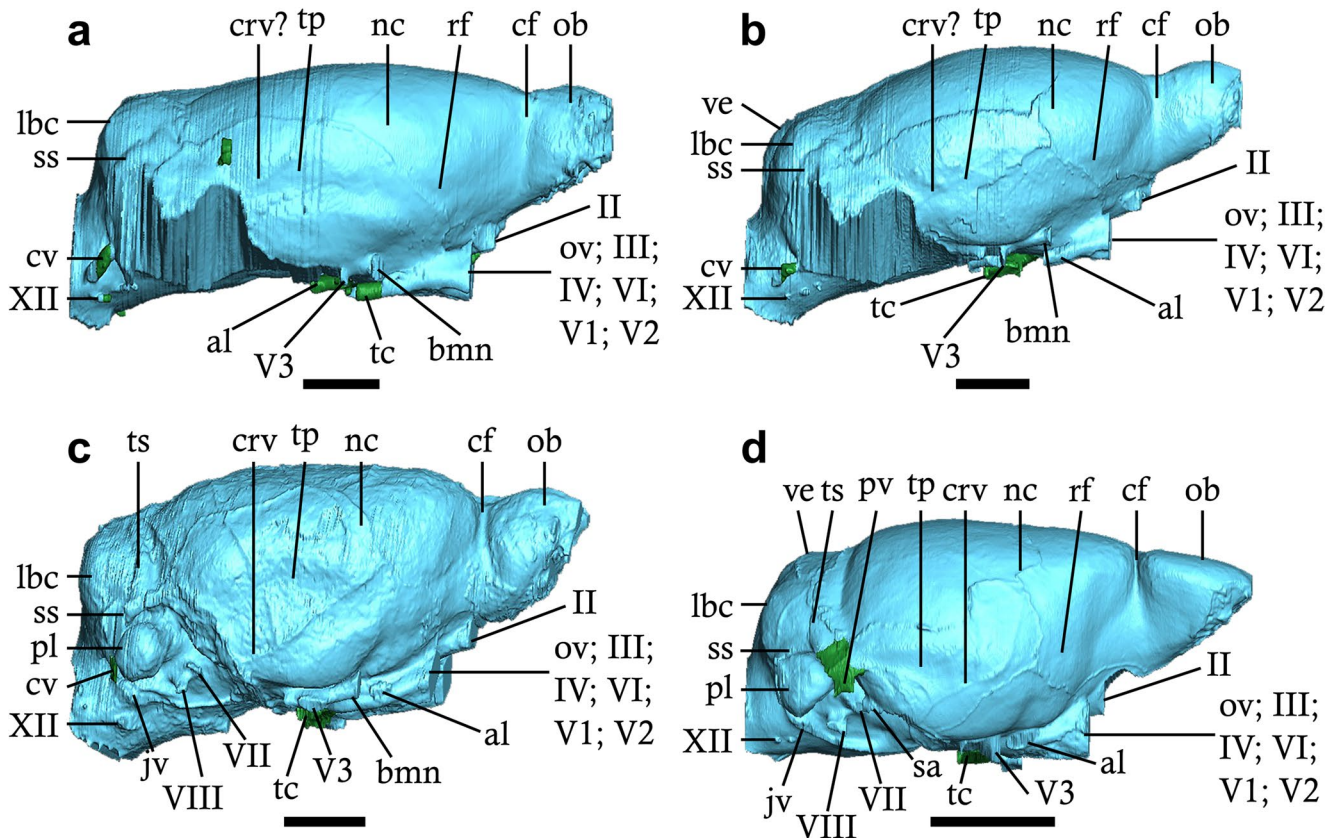 a
crv? tp nc rf cf ob
lbc
ss
cv
XII
al
V3
tc
bmn
II
ov; III;
IV; VI;
V1; V2
b
crv? tp nc rf cf ob
ve
lbc
ss
cv
XII
tc
V3
bmn
al
II
ov; III;
IV; VI;
V1; V2
c
ts crv tp nc cf ob
lbc
ss
pl
cv
XII
jv
VIII
VII
tc
V3
bmn
al
II
ov; III;
IV; VI;
V1; V2
d
ve ts pv tp crv nc rf cf ob
lbc
ss
pl
XII
jv
VIII
VII
sa
tc
V3
al
II
ov; III;
IV; VI;
V1; V2